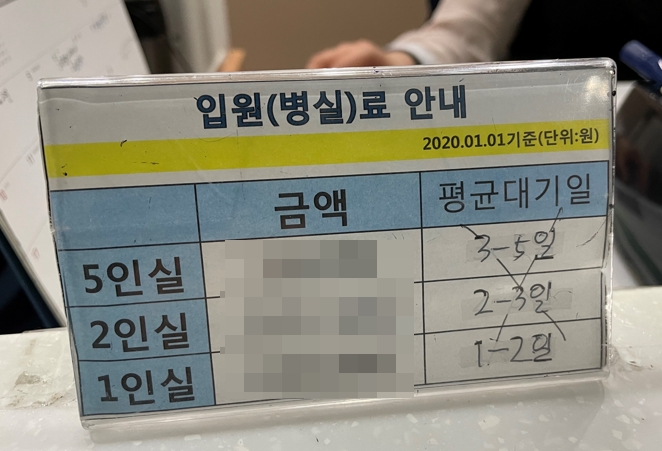 입원(병실)료 안내
2020.01.01기준(단위:원)
금액 평균대기일
5인실 3-5일
2인실 2-3일
1인실 1-2일